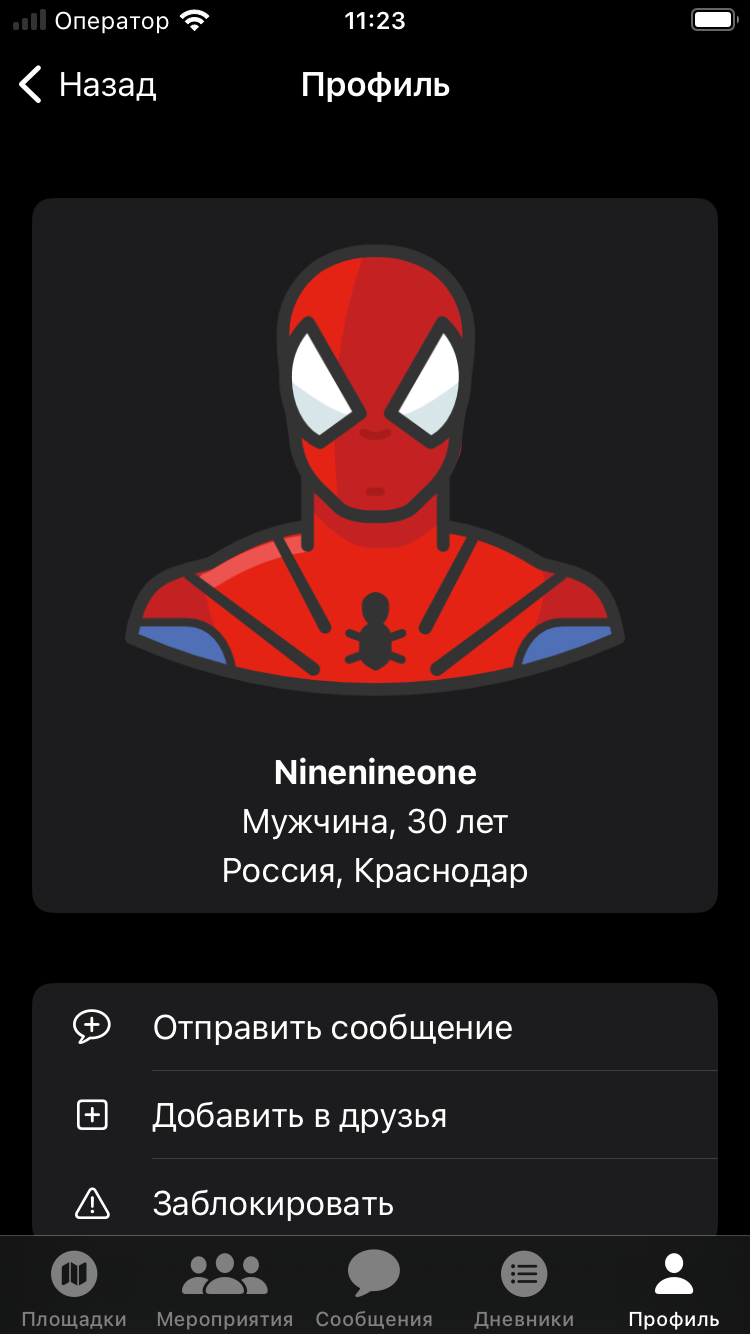 Оператор 11:23
Назад Профиль
Ninenineone
Мужчина, 30 лет
Россия, Краснодар
Отправить сообщение
Добавить в друзья
Заблокировать
Площадки Мероприятия Сообщения Дневники Профиль